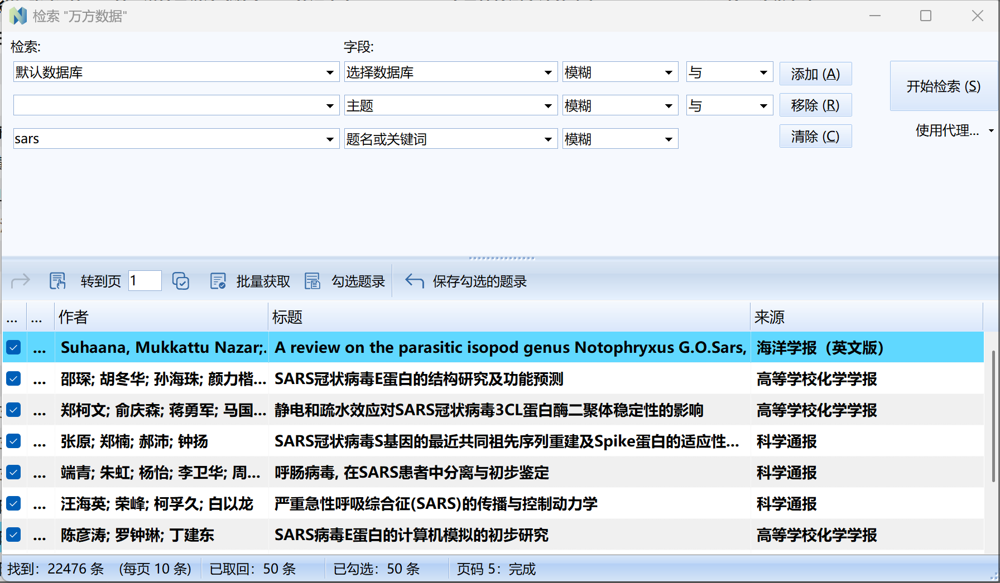 检索 "万方数据"
检索: 字段:
默认数据库 选择数据库 模糊 与 添加 (A) 开始检索 (S)
主题 模糊 与 移除 (R)
使用代理...
sars 题名或关键词 模糊 清除 (C)
转到页 1 批量获取 勾选题录 保存勾选的题录
... ... 作者 标题 来源
... Suhaana, Mukkattu Nazar;. A review on the parasitic isopod genus Notophryxus G.O.Sars, 海洋学报（英文版）
... 邵琛; 胡冬华; 孙海珠; 颜力楷... SARS冠状病毒E蛋白的结构研究及功能预测 高等学校化学学报
... 郑柯文; 俞庆森; 蒋勇军; 马国... 静电和疏水效应对SARS冠状病毒3CL蛋白酶二聚体稳定性的影响 高等学校化学学报
... 张原; 郑楠; 郝沛; 钟扬 SARS冠状病毒S基因的最近共同祖先序列重建及Spike蛋白的适应性... 科学通报
... 端青; 朱虹; 杨怡; 李卫华; 周... 呼肠病毒, 在SARS患者中分离与初步鉴定 科学通报
... 汪海英; 荣峰; 柯孚久; 白以龙 严重急性呼吸综合征(SARS)的传播与控制动力学 科学通报
... 陈彦涛; 罗钟琳; 丁建东 SARS病毒E蛋白的计算机模拟的初步研究 高等学校化学学报
找到：22476 条 (每页 10 条) 已取回：50 条 已勾选：50 条 页码 5：完成